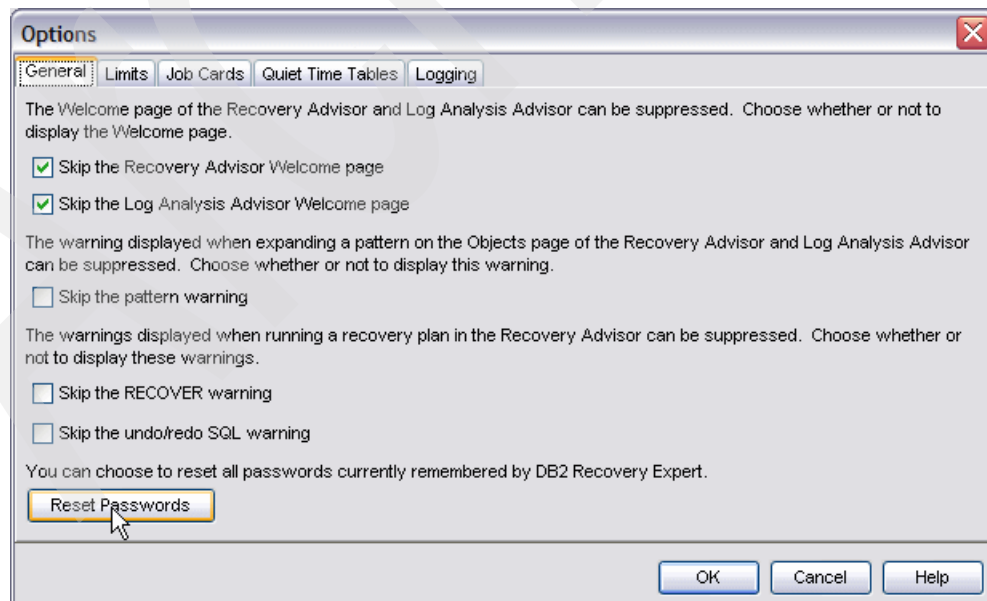 Options
General Limits Job Cards Quiet Time Tables Logging
The Welcome page of the Recovery Advisor and Log Analysis Advisor can be suppressed. Choose whether or not to
display the Welcome page.
Skip the Recovery Advisor Welcome page
Skip the Log Analysis Advisor Welcome page
The warning displayed when expanding a pattern on the Objects page of the Recovery Advisor and Log Analysis Advisor
can be suppressed. Choose whether or not to display this warning.
Skip the pattern warning
The warnings displayed when running a recovery plan in the Recovery Advisor can be suppressed. Choose whether or
not to display these warnings.
Skip the RECOVER warning
Skip the undo/redo SQL warning
You can choose to reset all passwords currently remembered by DB2 Recovery Expert.
Reset Passwords
OK Cancel Help